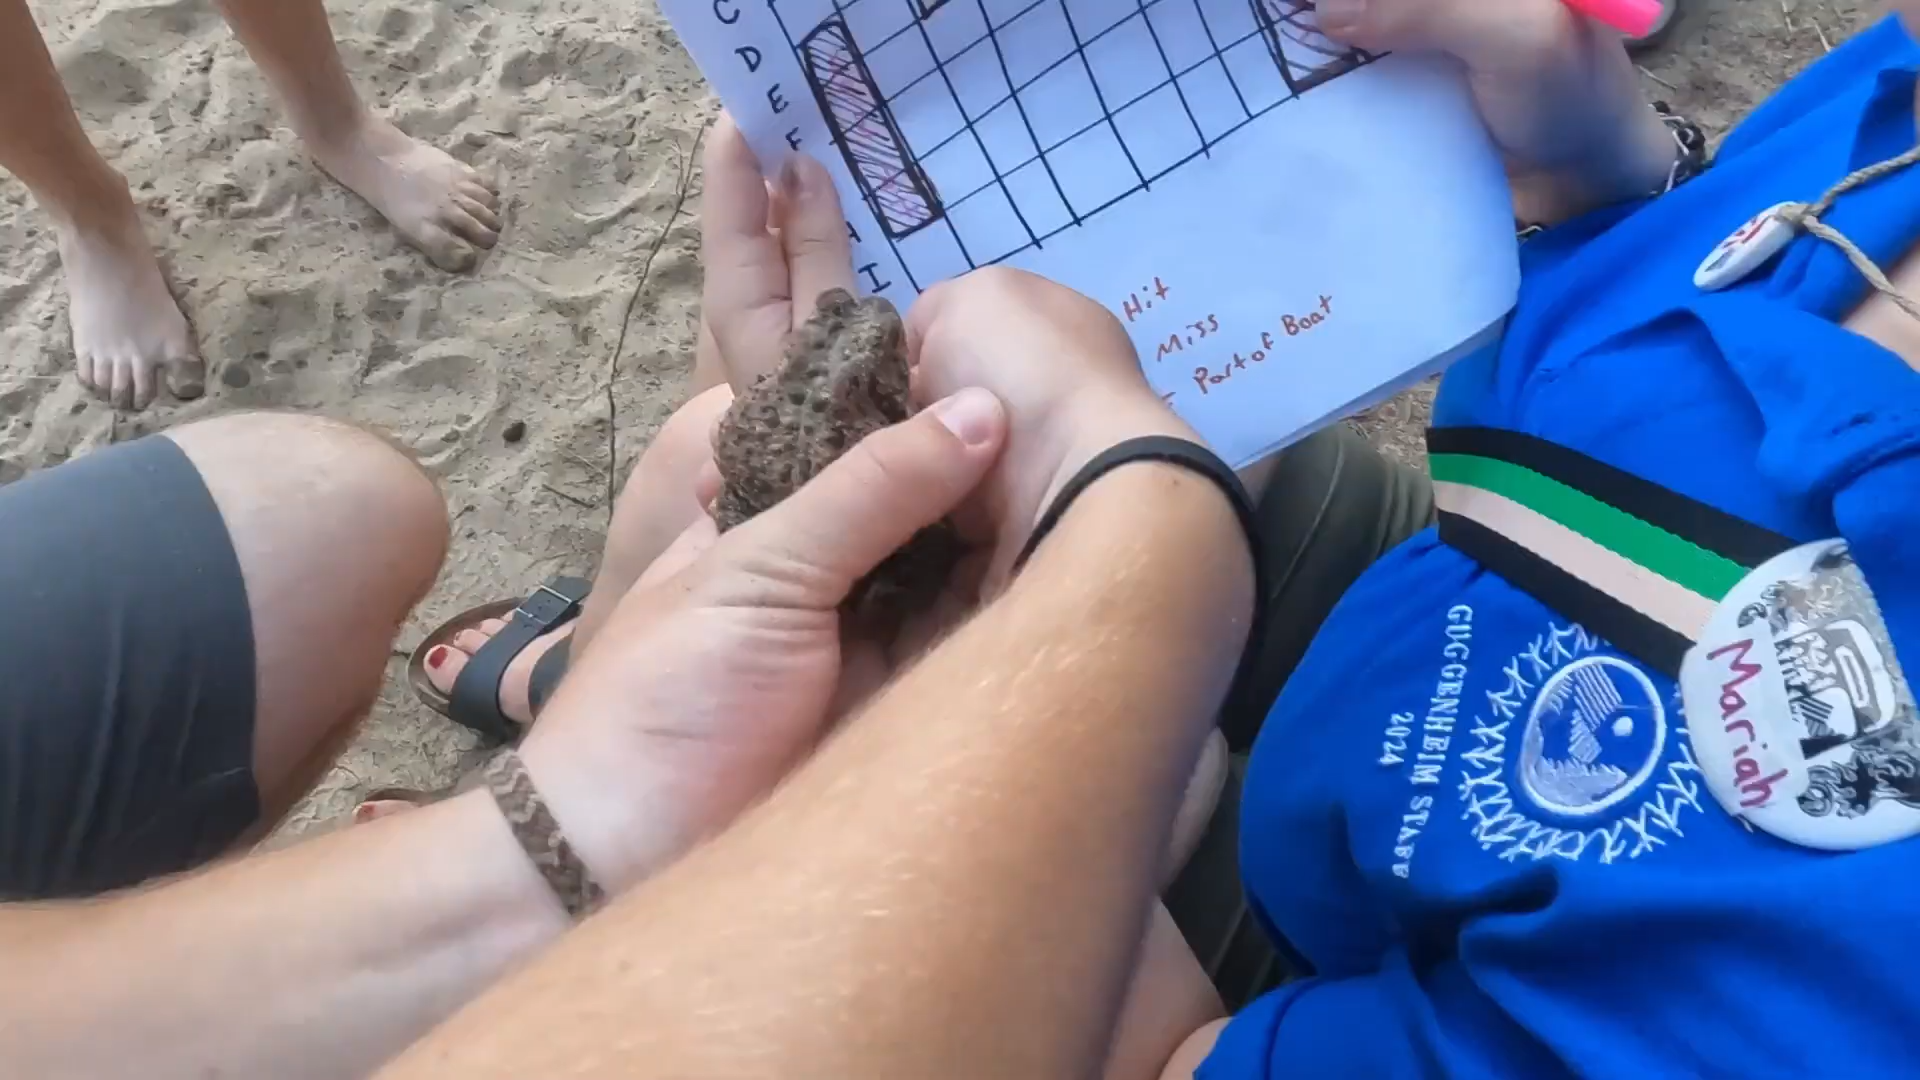 C
D
E
F
H
I
Hit
Miss
Part of Boat
GUGGENHEIM STAFF
2024
Mariah